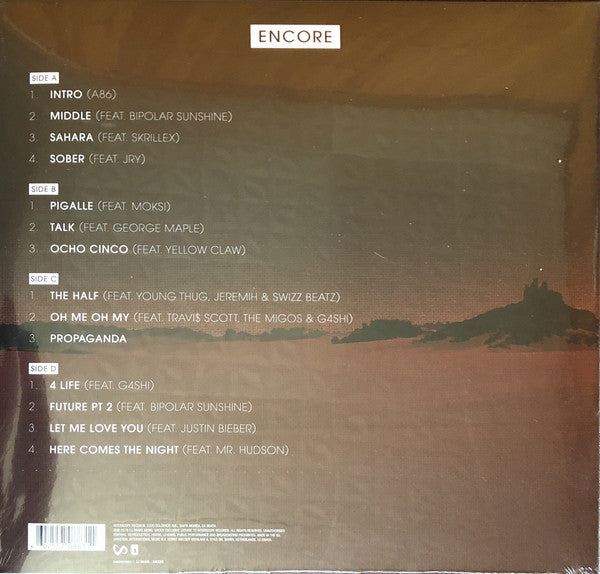 ENCORE
SIDE A
1. INTRO (A86)
2. MIDDLE (FEAT. BIPOLAR SUNSHINE)
3. SAHARA (FEAT. SKRILLEX)
4. SOBER (FEAT. JRY)
SIDE B
1. PIGALLE (FEAT. MOKSI)
2. TALK (FEAT. GEORGE MAPLE)
3. OCHO CINCO (FEAT. YELLOW CLAW)
SIDE C
1. THE HALF (FEAT. YOUNG THUG, JEREMIH & SWIZZ BEATZ)
2. OH ME OH MY (FEAT. TRAVI$ SCOTT, THE MIGOS & G4SHI)
3. PROPAGANDA
SIDE D
1. 4 LIFE (FEAT. G4SHI)
2. FUTURE PT 2 (FEAT. BIPOLAR SUNSHINE)
3. LET ME LOVE YOU (FEAT. JUSTIN BIEBER)
4 HERE COMES THE NIGHT (FEAT. MR. HUDSON)